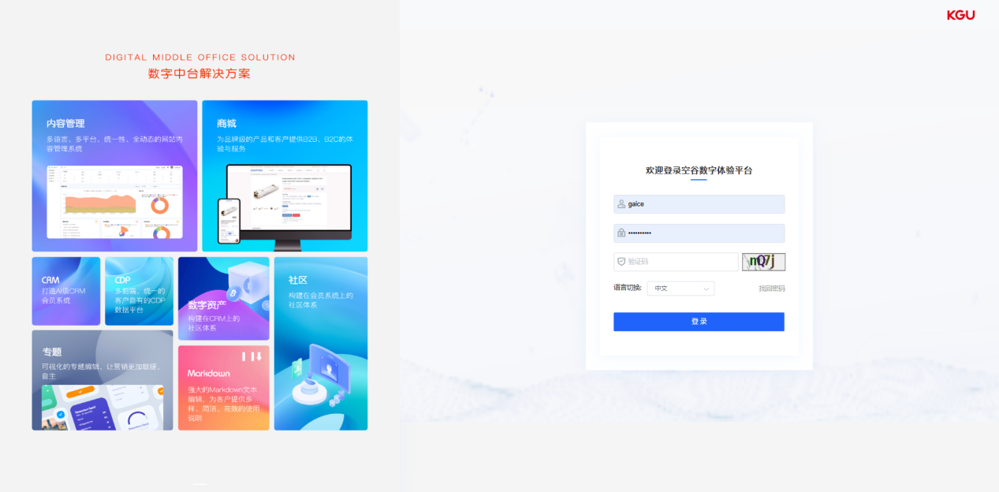 KGU
DIGITAL MIDDLE OFFICE SOLUTION
数字中台解决方案
内容管理
多语言、多平台、统一性、全动态的网站内
容管理系统
商城
为品牌级的产品和客户提供B2B、B2C的体
验与服务
CRM
打造AI级CRM
会员系统
CDP
多前端、统一的
客户自有的CDP
数据平台
数字资产
构建在CRM上的
社区体系
社区
构建在会员系统上的
社区体系
专题
可视化的专题编辑、让营销更加敏捷、
自主
Markdown
强大的Markdown文本
编辑，为客户提供多
样、简洁、高效的使用
说明
欢迎登录空谷数字体验平台
gaice
••••••••••
验证码
mQ7j
语言切换:
中文
找回密码
登录